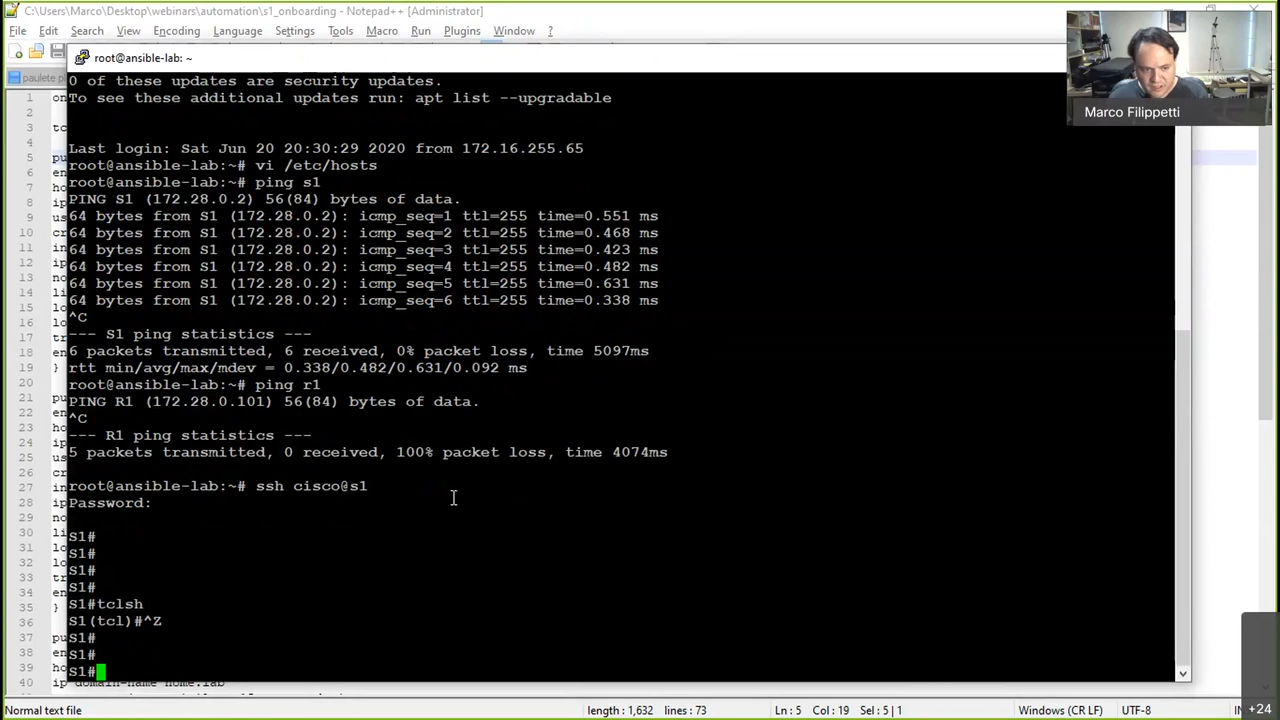 C:\Users\Marco\Desktop\webinars\automation\s1_onboarding - Notepad++ [Administrator]
File Edit Search View Encoding Language Settings Tools Macro Run Plugins Window ?
root@ansible-lab: ~
Marco Filippetti
0 of these updates are security updates.
To see these additional updates run: apt list --upgradable
Last login: Sat Jun 20 20:30:29 2020 from 172.16.255.65
root@ansible-lab:~# vi /etc/hosts
root@ansible-lab:~# ping s1
PING S1 (172.28.0.2) 56(84) bytes of data.
64 bytes from S1 (172.28.0.2): icmp_seq=1 ttl=255 time=0.551 ms
64 bytes from S1 (172.28.0.2): icmp_seq=2 ttl=255 time=0.468 ms
64 bytes from S1 (172.28.0.2): icmp_seq=3 ttl=255 time=0.423 ms
64 bytes from S1 (172.28.0.2): icmp_seq=4 ttl=255 time=0.482 ms
64 bytes from S1 (172.28.0.2): icmp_seq=5 ttl=255 time=0.631 ms
64 bytes from S1 (172.28.0.2): icmp_seq=6 ttl=255 time=0.338 ms
^C
--- S1 ping statistics ---
6 packets transmitted, 6 received, 0% packet loss, time 5097ms
rtt min/avg/max/mdev = 0.338/0.482/0.631/0.092 ms
root@ansible-lab:~# ping r1
PING R1 (172.28.0.101) 56(84) bytes of data.
^C
--- R1 ping statistics ---
5 packets transmitted, 0 received, 100% packet loss, time 4074ms
root@ansible-lab:~# ssh cisco@s1
Password:
S1#
S1#
S1#
S1#
S1#tclsh
S1(tcl)#^Z
S1#
S1#
S1#
ip domain-name home.lab
Normal text file length : 1,632 lines : 73 Ln : 5 Col : 19 Sel : 5 | 1 Windows (CR LF) UTF-8
+24